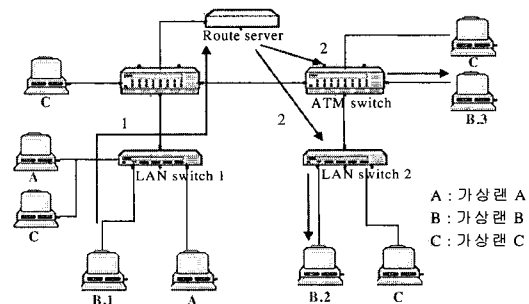 Route server
2
C
C
ATM switch
B.3
1
2
A
LAN switch 1
LAN switch 2
C
A : 가상랜 A
B : 가상랜 B
C : 가상랜 C
B.1
A
B.2
C